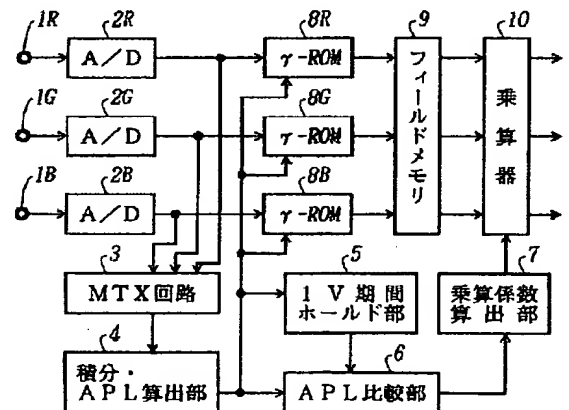 1R
2R
8R
9
10
A/D
γ-ROM
フィールドメモリ
乗算器
1G
2G
8G
A/D
γ-ROM
1B
2B
8B
A/D
γ-ROM
3
MTX回路
5
1V期間
ホールド部
7
乗算係数
算出部
4
積分・
APL算出部
6
APL比較部